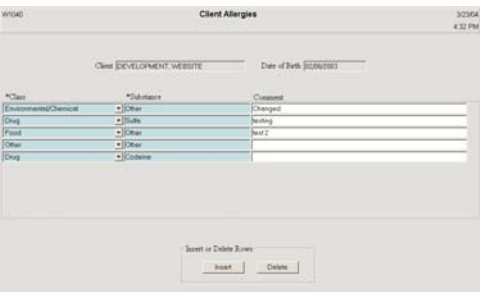 W1040 Client Allergies 3/23/04
4:32 PM
Client DEVELOPMENT, WEBSITE Date of Birth 02/08/2003
*Class *Substance Comment
Environmental/Chemical Other Changed
Drug Sulfa testing
Food Other test 2
Other Other
Drug Codeine
Insert or Delete Rows
Insert Delete